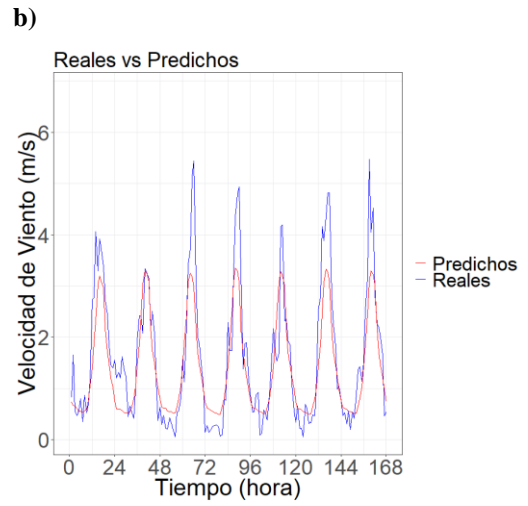 b)
Reales vs Predichos
Velocidad de Viento (m/s)
6
4
2
0
0 24 48 72 96 120 144 168
Tiempo (hora)
Predichos
Reales